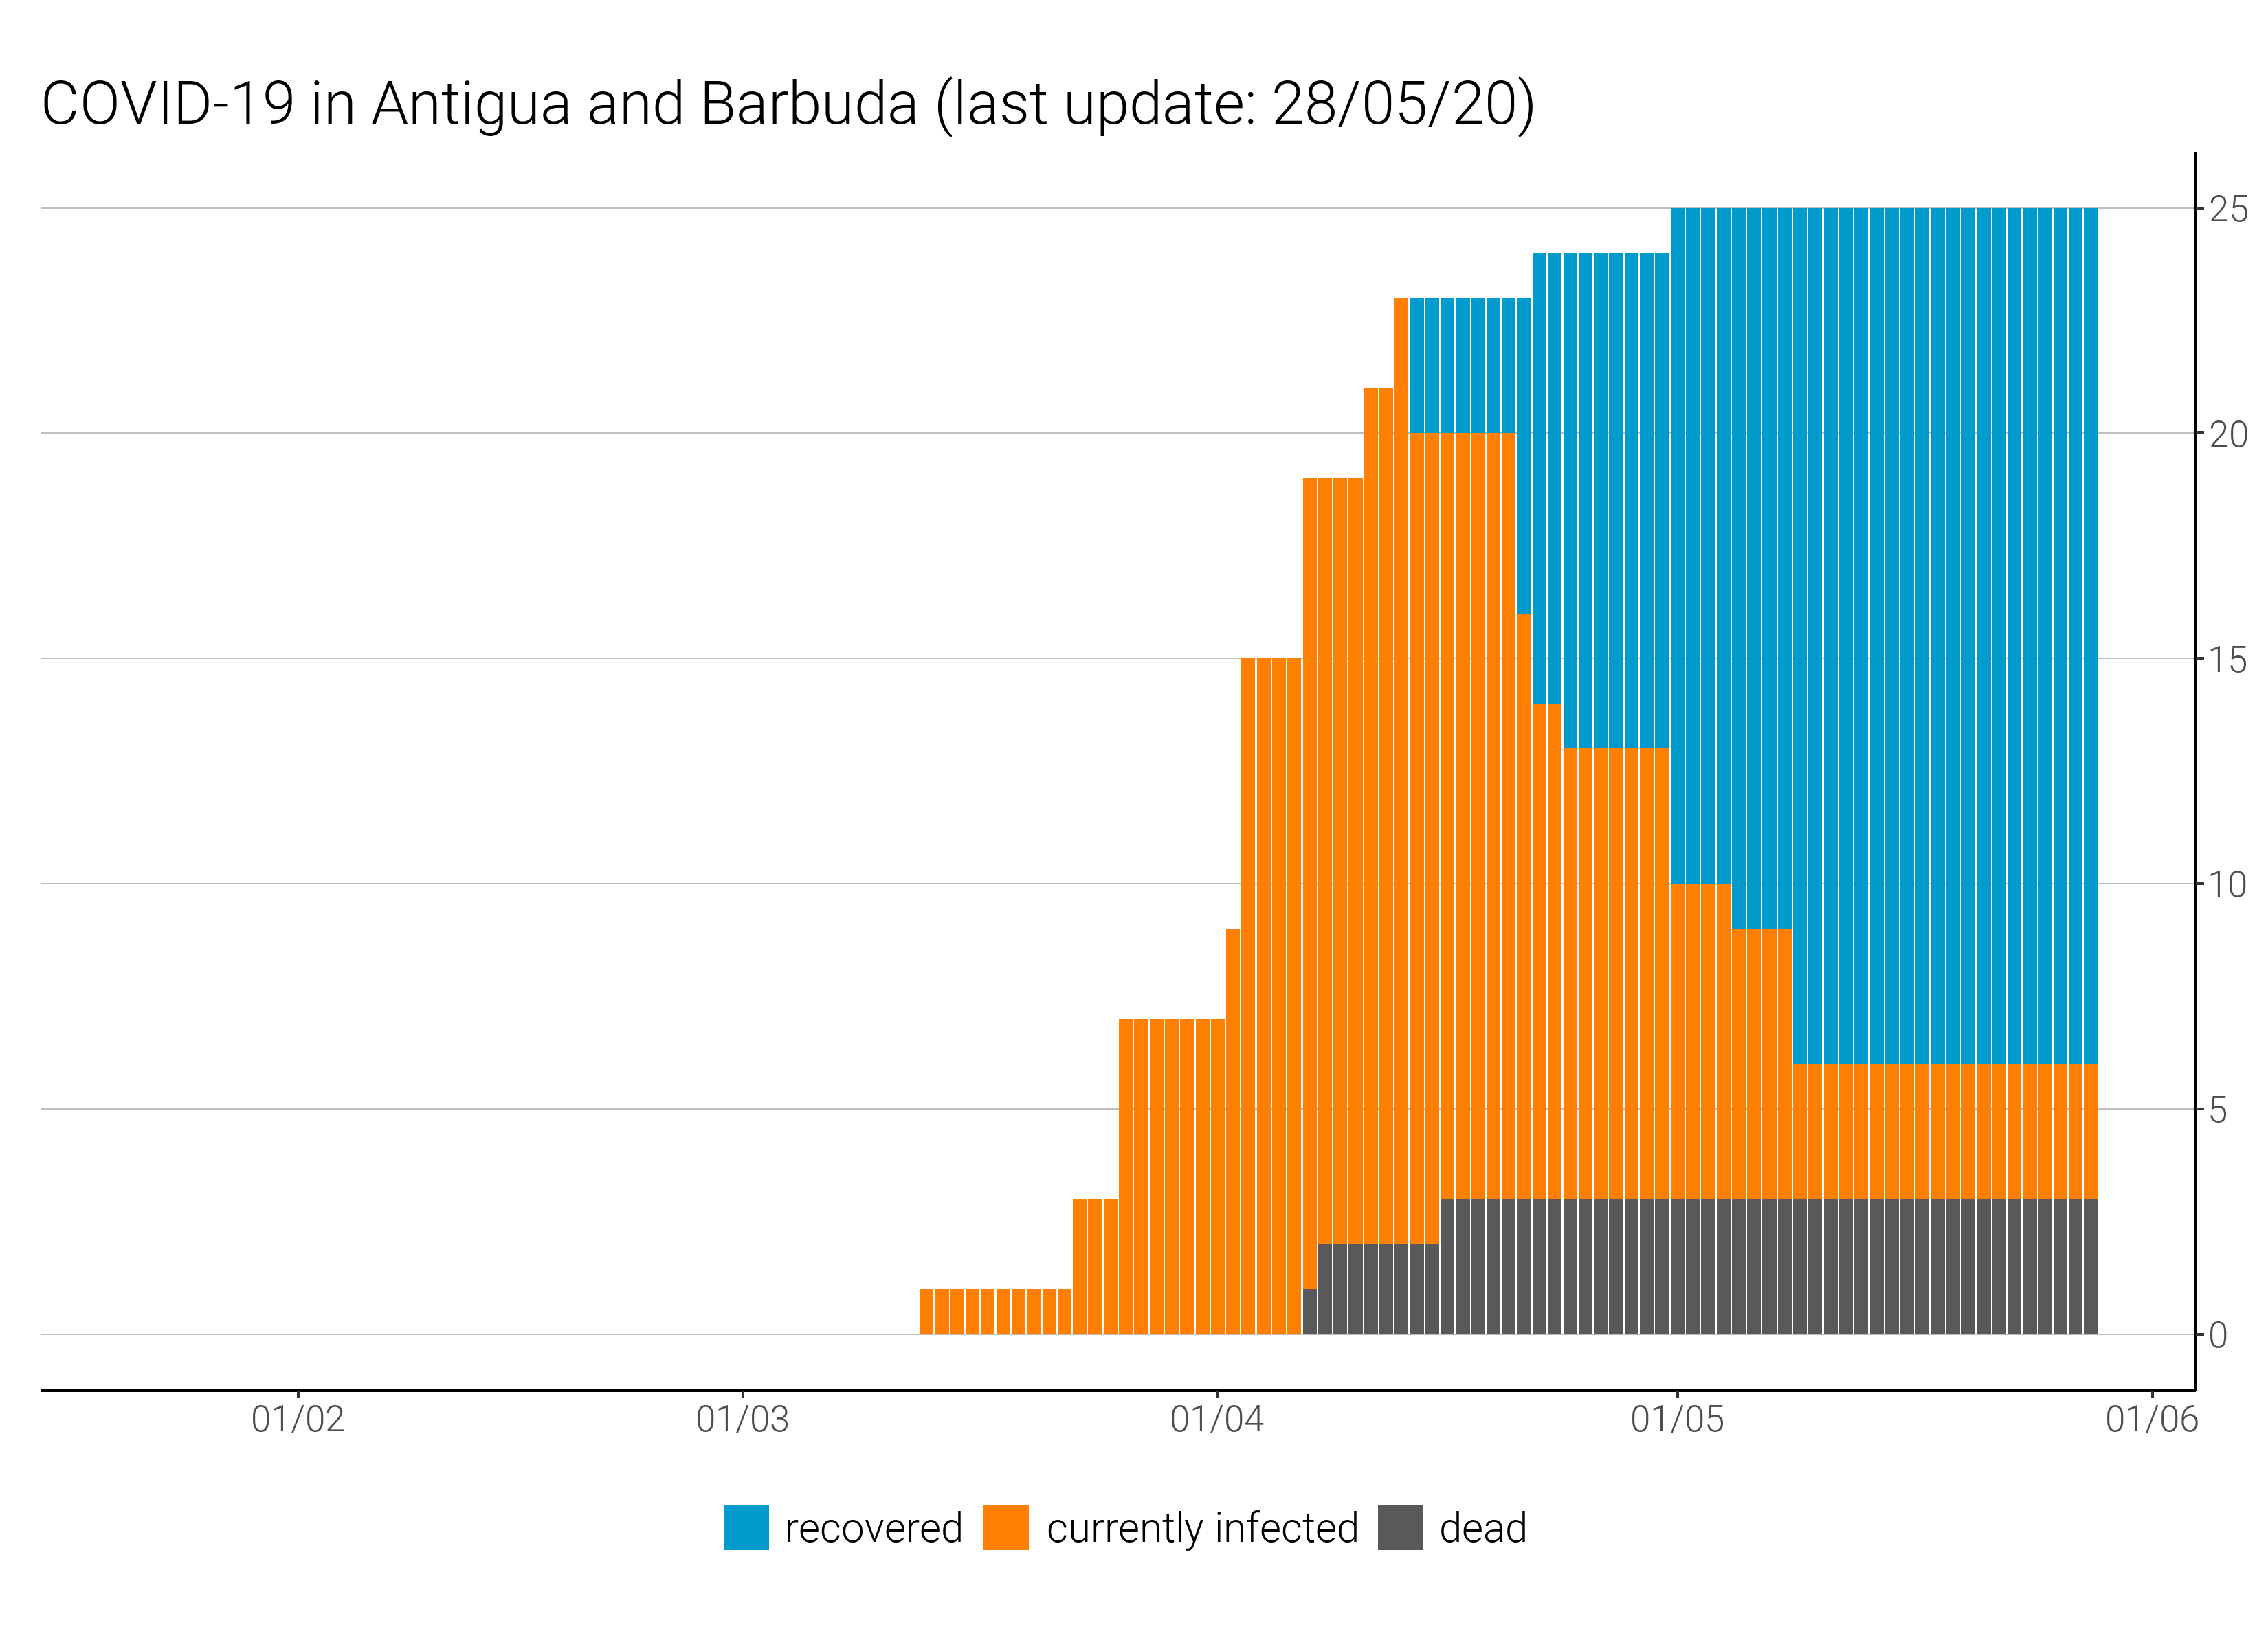 COVID-19 in Antigua and Barbuda (last update: 28/05/20)
25
20
15
10
5
0
01/02 01/03 01/04 01/05 01/06
recovered currently infected dead